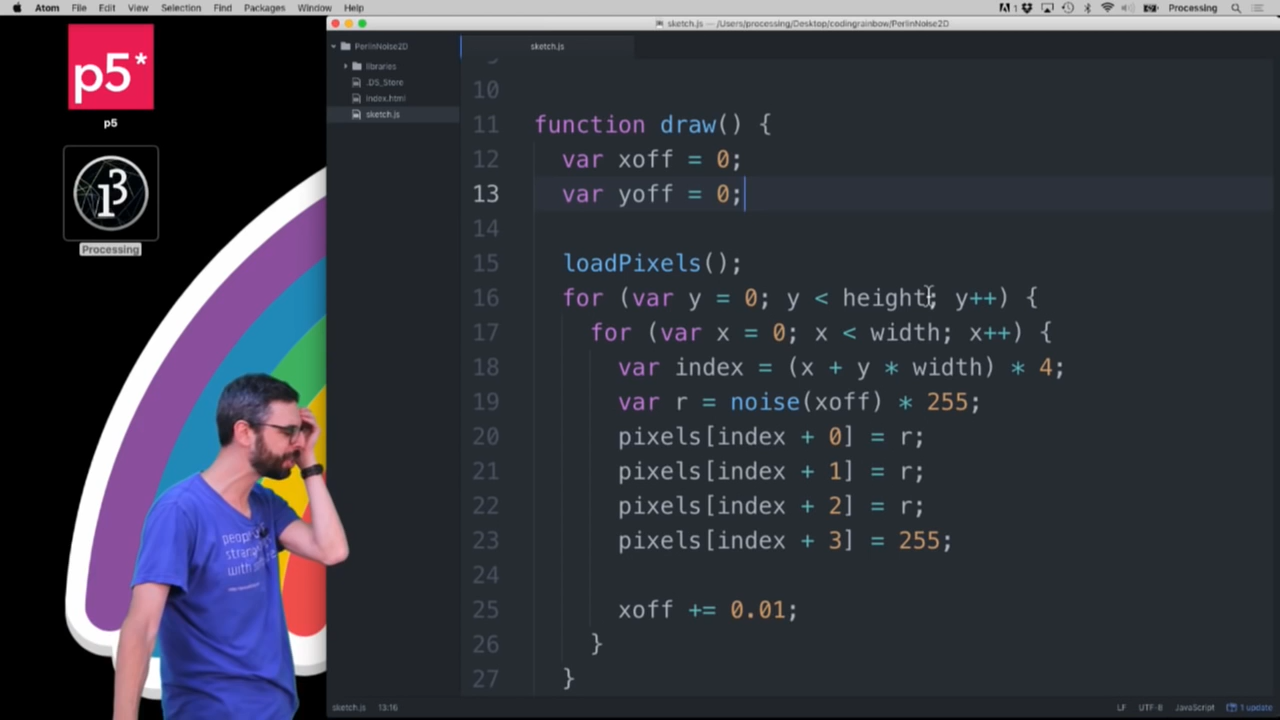 Atom File Edit View Selection Find Packages Window Help
1 Processing
sketch.js — /Users/processing/Desktop/codingrainbow/PerlinNoise2D
PerlinNoise2D
libraries
.DS_Store
index.html
sketch.js
sketch.js
p5*
p5
Processing
people
strang
with s
9
10
11 function draw() {
12 var xoff = 0;
13 var yoff = 0;
14
15 loadPixels();
16 for (var y = 0; y < height; y++) {
17 for (var x = 0; x < width; x++) {
18 var index = (x + y * width) * 4;
19 var r = noise(xoff) * 255;
20 pixels[index + 0] = r;
21 pixels[index + 1] = r;
22 pixels[index + 2] = r;
23 pixels[index + 3] = 255;
24
25 xoff += 0.01;
26 }
27 }
sketch.js 13:16 LF UTF-8 JavaScript 1 update